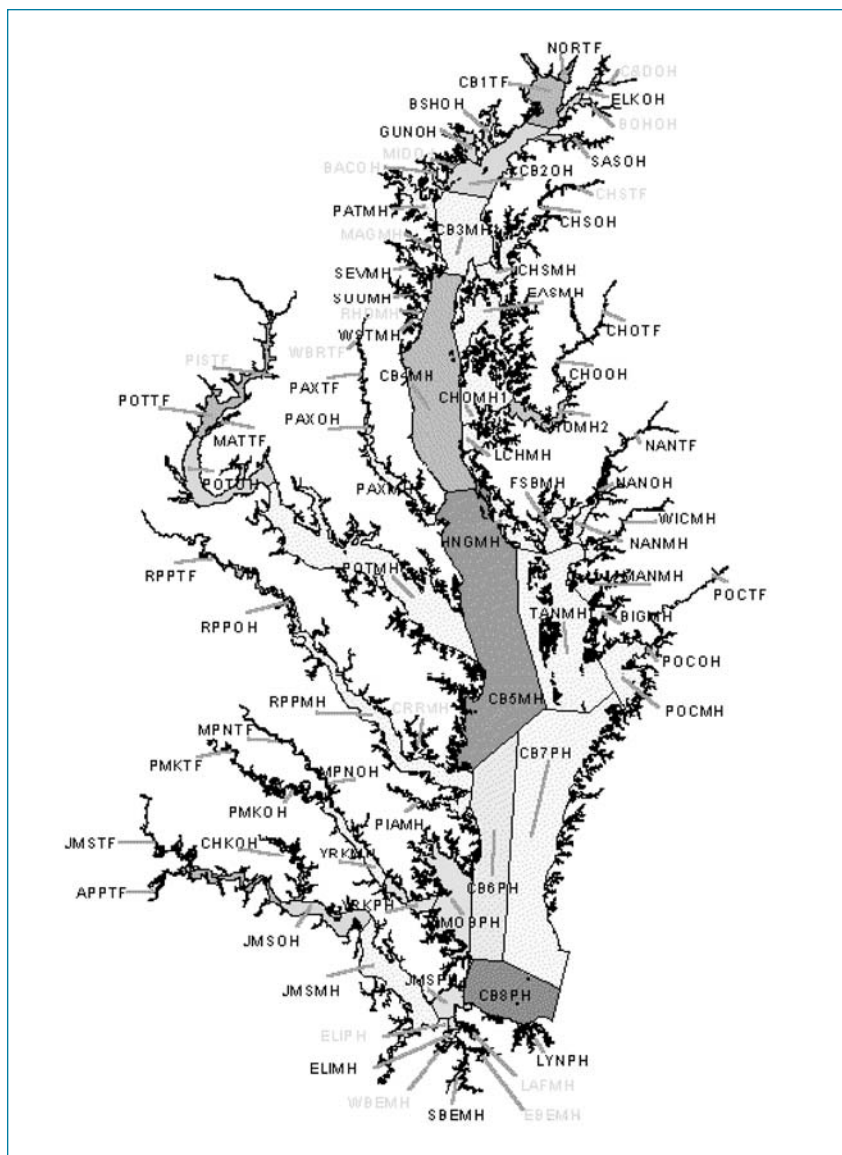 NORTF
C&DOH
CB1TF
ELKOH
BSHOH
BOHOH
GUNOH
MIDO
SASOH
BACOH
CB2OH
CHSTF
PATMH
CHSOH
MAGMH
CB3MH
SEVMH
CHSMH
SOUMH
EASMH
RHDMH
WSTMH
CHOTF
WBRTF
PISTF
CB4MH
CHOOH
PAXTF
CHOMH1
POTTF
PAXOH
OMH2
MATTF
NANTF
LCHMH
POTOH
FSBMH
NANOH
PAXMH
WICMH
HNGMH
NANMH
RPPTF
POTMH
MANMH
POCTF
TANMH
BIGMH
RPPOH
POCOH
POCMH
CB5MH
RPPMH
CRRMH
MPNTF
CB7PH
PMKTF
MPNOH
PMKOH
PIAMH
JMSTF
CHKOH
YRKMH
CB6PH
APPTF
YRKPH
MOBPH
JMSOH
JMSPH
JMSMH
CB8PH
ELIPH
LYNPH
ELIMH
LAFMH
WBEMH
SBEMH
EBEMH